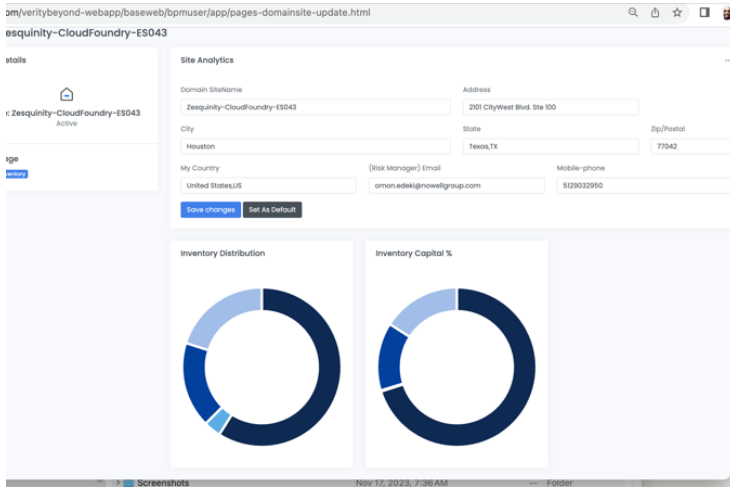 om/veritybeyond-webapp/baseweb/bpmuser/app/pages-domainsite-update.html
esquinity-CloudFoundry-ES043
etails
e: Zesquinity-CloudFoundry-ES043
Active
age
ventory
Site Analytics
Domain SiteName
Address
Zesquinity-CloudFoundry-ES043
2101 CityWest Blvd. Ste 100
City
State
Zip/Postal
Houston
Texas,TX
77042
My Country
(Risk Manager) Email
Mobile-phone
United States,US
omon.edeki@nowellgroup.com
5129032950
Save changes
Set As Default
Inventory Distribution
Inventory Capital %
Screenshots
Nov 17, 2023, 7:36 AM
-- Folder